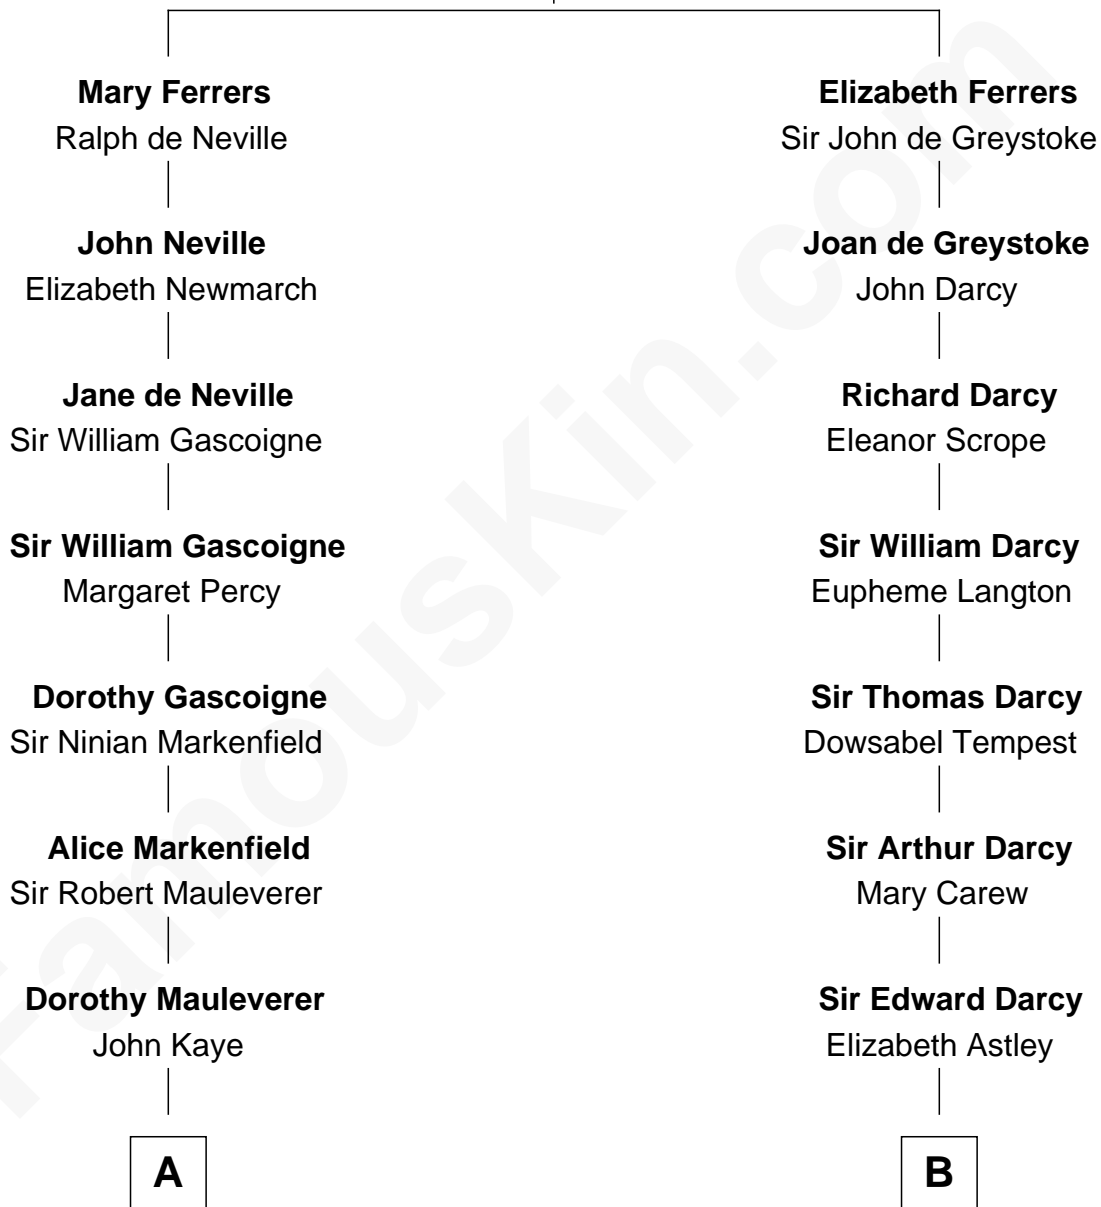 Mary Ferrers
Ralph de Neville
John Neville
Elizabeth Newmarch
Jane de Neville
Sir William Gascoigne
Sir William Gascoigne
Margaret Percy
Dorothy Gascoigne
Sir Ninian Markenfield
Alice Markenfield
Sir Robert Mauleverer
Dorothy Mauleverer
John Kaye
A
Elizabeth Ferrers
Sir John de Greystoke
Joan de Greystoke
John Darcy
Richard Darcy
Eleanor Scrope
Sir William Darcy
Eupheme Langton
Sir Thomas Darcy
Dowsabel Tempest
Sir Arthur Darcy
Mary Carew
Sir Edward Darcy
Elizabeth Astley
B
FamousKin.com